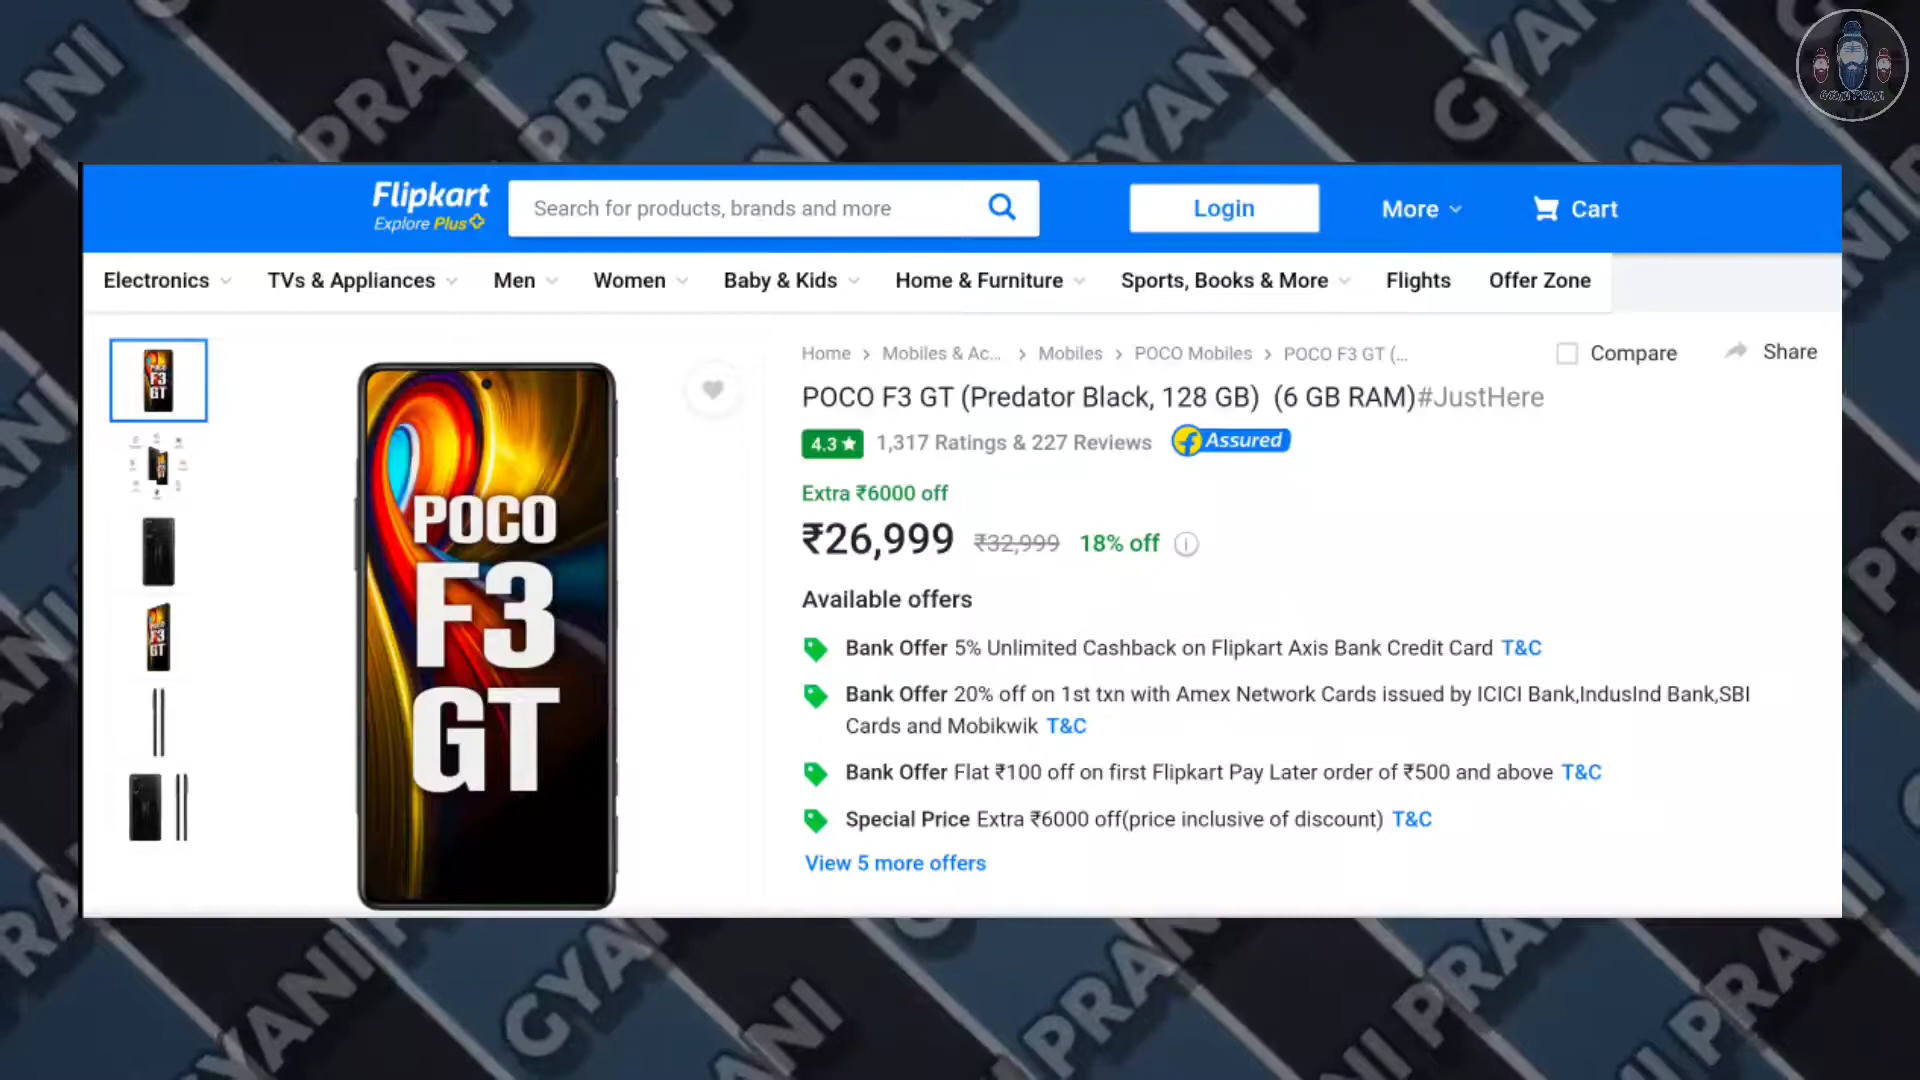 GYANI PRANI
Flipkart
Explore Plus
Search for products, brands and more
Login
More
Cart
Electronics
TVs & Appliances
Men
Women
Baby & Kids
Home & Furniture
Sports, Books & More
Flights
Offer Zone
Home > Mobiles & Ac... > Mobiles > POCO Mobiles > POCO F3 GT (...
Compare
Share
POCO F3 GT (Predator Black, 128 GB) (6 GB RAM)#JustHere
4.3★ 1,317 Ratings & 227 Reviews Assured
Extra ₹6000 off
₹26,999 ₹32,999 18% off
Available offers
Bank Offer 5% Unlimited Cashback on Flipkart Axis Bank Credit Card T&C
Bank Offer 20% off on 1st txn with Amex Network Cards issued by ICICI Bank,IndusInd Bank,SBI
Cards and Mobikwik T&C
Bank Offer Flat ₹100 off on first Flipkart Pay Later order of ₹500 and above T&C
Special Price Extra ₹6000 off(price inclusive of discount) T&C
View 5 more offers
POCO
F3
GT